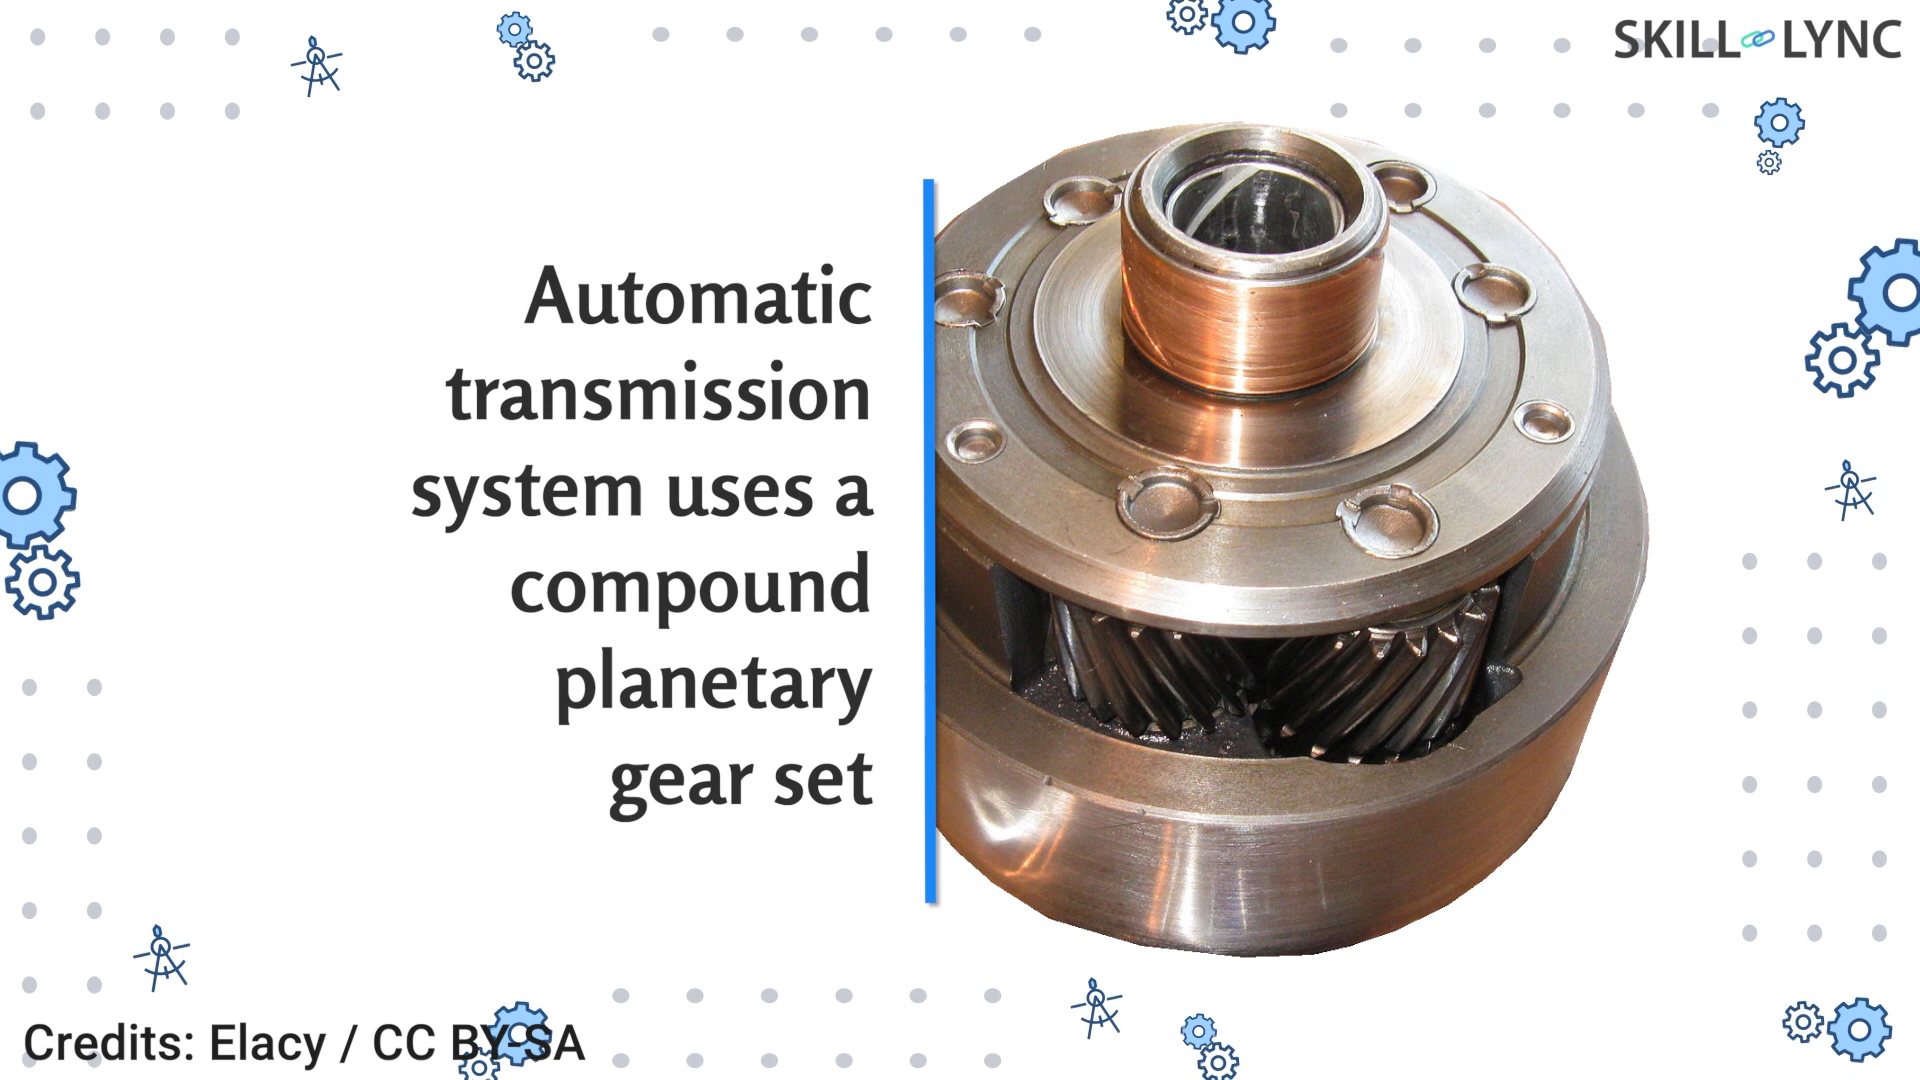 SKILL LYNC
Automatic
transmission
system uses a
compound
planetary
gear set
Credits: Elacy / CC BY-SA